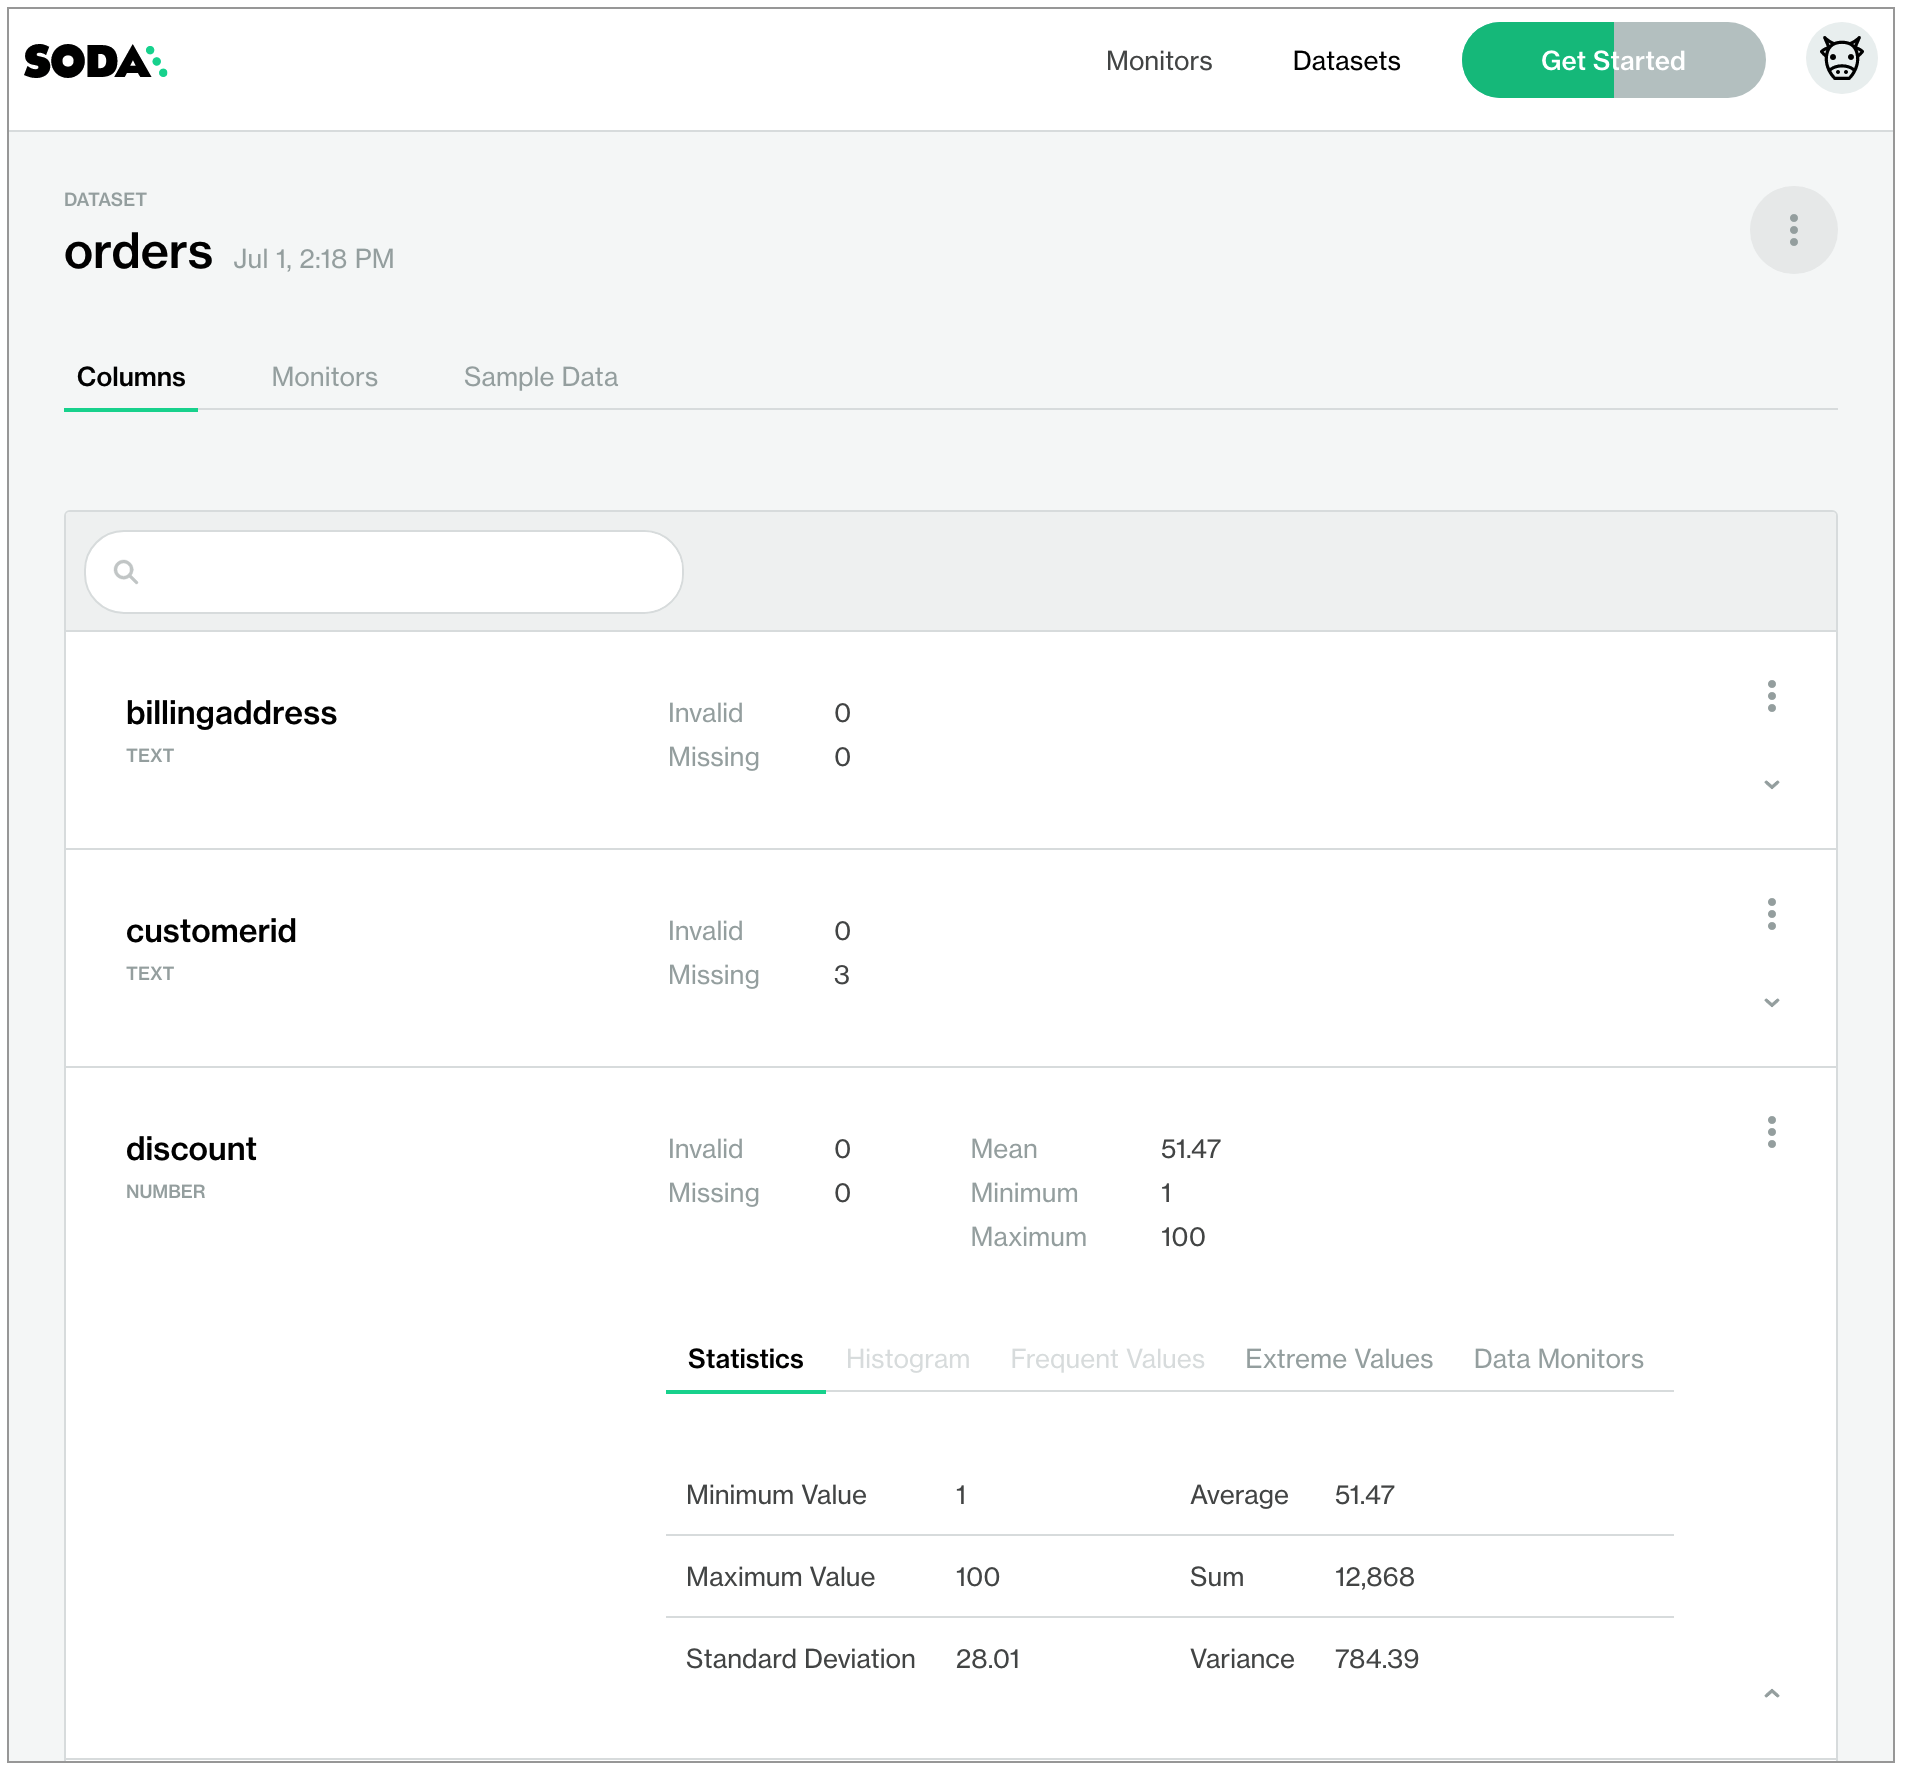 SODA
Monitors Datasets Get Started
DATASET
orders Jul 1, 2:18 PM
Columns Monitors Sample Data
billingaddress Invalid 0
TEXT Missing 0
customerid Invalid 0
TEXT Missing 3
discount Invalid 0 Mean 51.47
NUMBER Missing 0 Minimum 1
Maximum 100
Statistics Histogram Frequent Values Extreme Values Data Monitors
Minimum Value 1 Average 51.47
Maximum Value 100 Sum 12,868
Standard Deviation 28.01 Variance 784.39